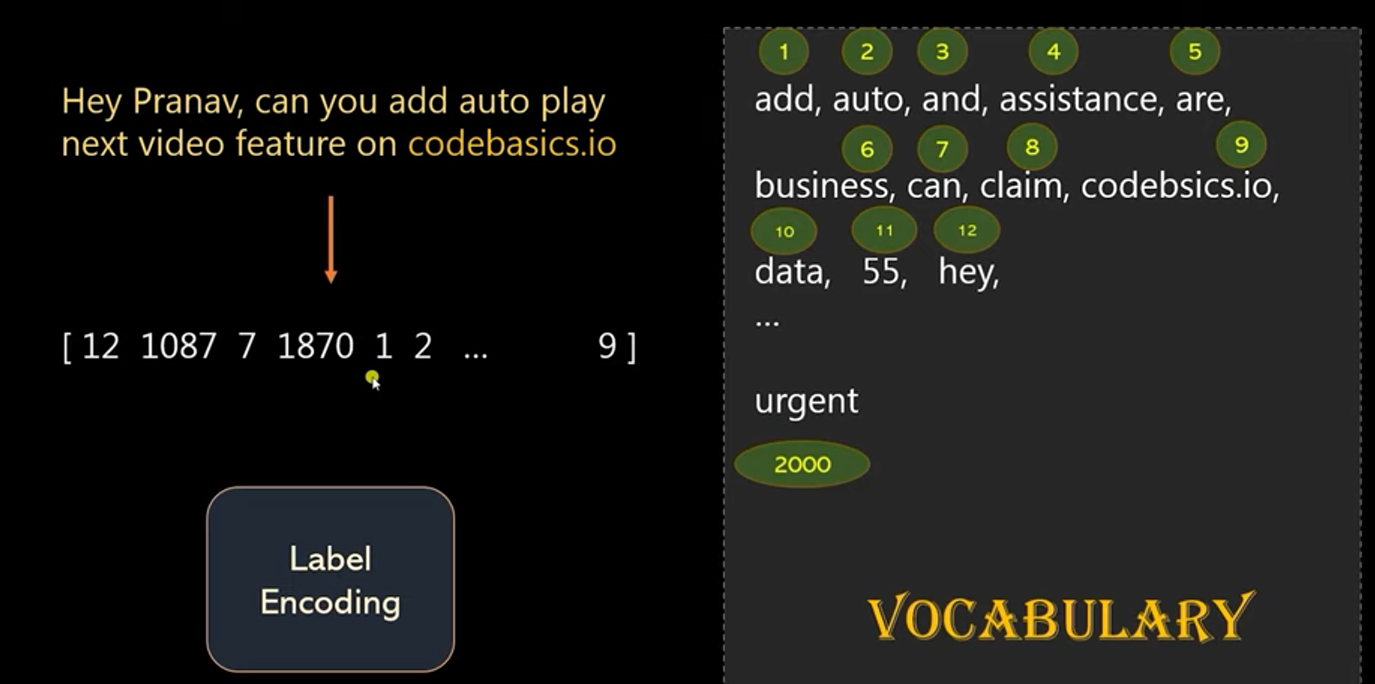 Hey Pranav, can you add auto play
next video feature on codebasics.io
[ 12 1087 7 1870 1 2 ... 9 ]
Label
Encoding
1 2 3 4 5
add, auto, and, assistance, are,
6 7 8 9
business, can, claim, codebsics.io,
10 11 12
data, 55, hey,
...
urgent
2000
VOCABULARY